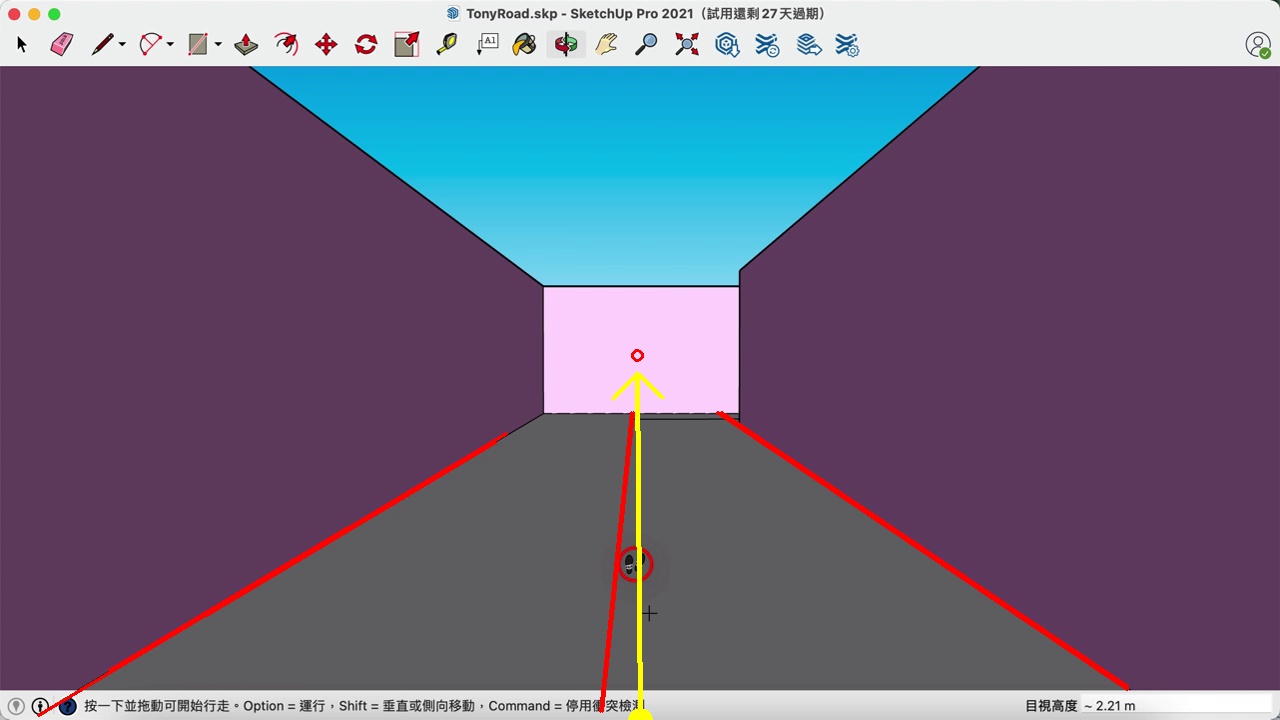 TonyRoad.skp - SketchUp Pro 2021（試用還剩 27 天過期）
A1
按一下並拖動可開始行走。Option = 運行，Shift = 垂直或側向移動，Command = 停用衝突檢測
目視高度 ~ 2.21 m